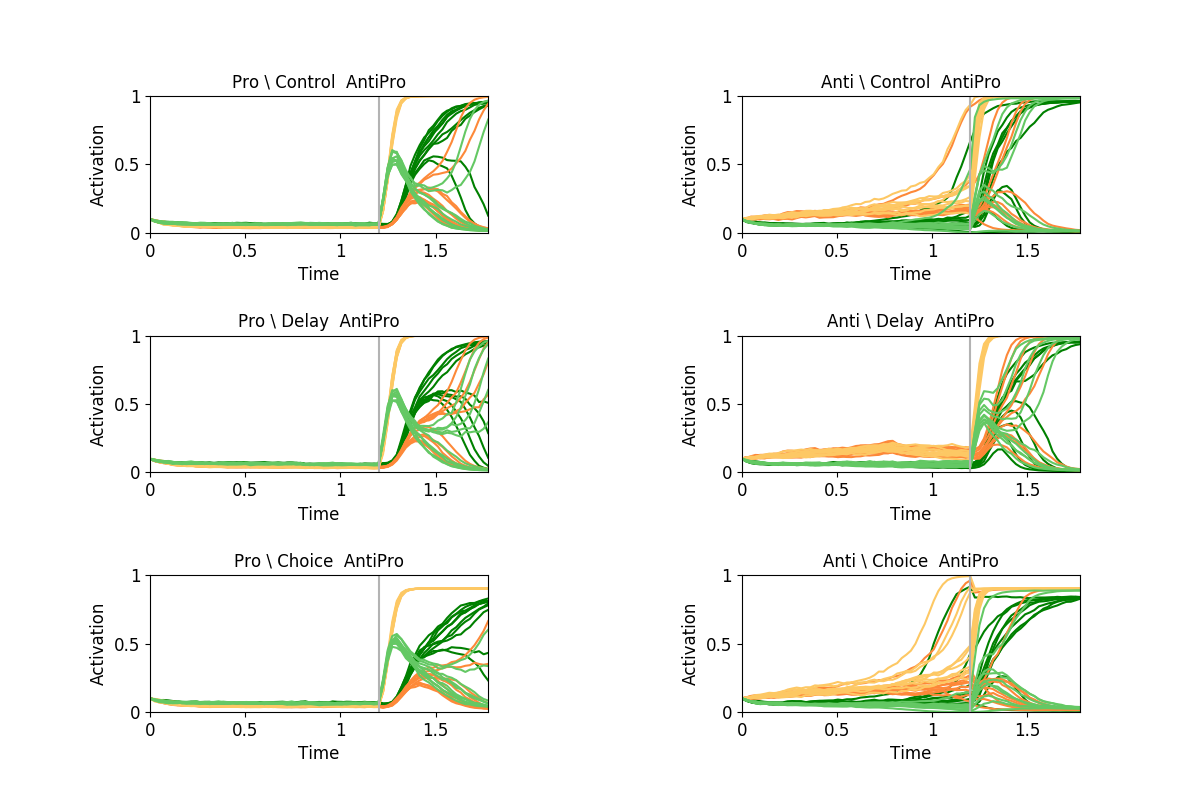 Pro \ Control  AntiPro
1
0.5
0
Activation
0
0.5
1
1.5
Time
Anti \ Control  AntiPro
1
0.5
0
Activation
0
0.5
1
1.5
Time
Pro \ Delay  AntiPro
1
0.5
0
Activation
0
0.5
1
1.5
Time
Anti \ Delay  AntiPro
1
0.5
0
Activation
0
0.5
1
1.5
Time
Pro \ Choice  AntiPro
1
0.5
0
Activation
0
0.5
1
1.5
Time
Anti \ Choice  AntiPro
1
0.5
0
Activation
0
0.5
1
1.5
Time